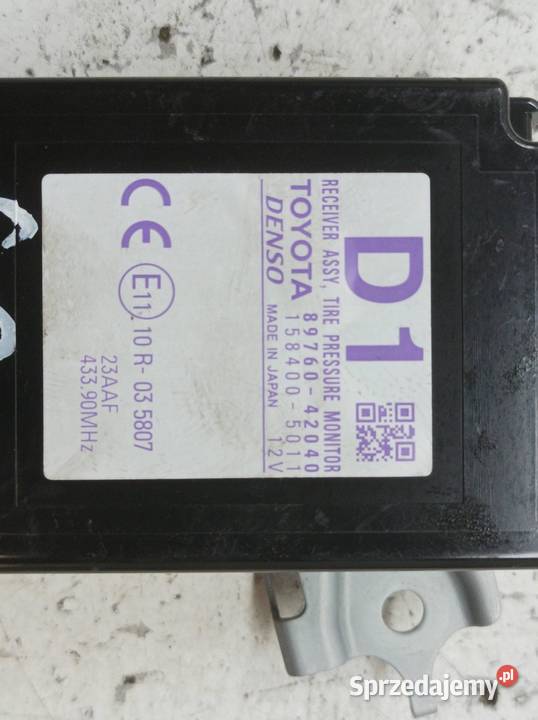 D1
RECEIVER ASSY, TIRE PRESSURE MONITOR
TOYOTA 89760-42040
DENSO 158400-5011
MADE IN JAPAN 12V
CE E11 10 R-03 5807
23AAF
433.90MHz
Sprzedajemy.pl